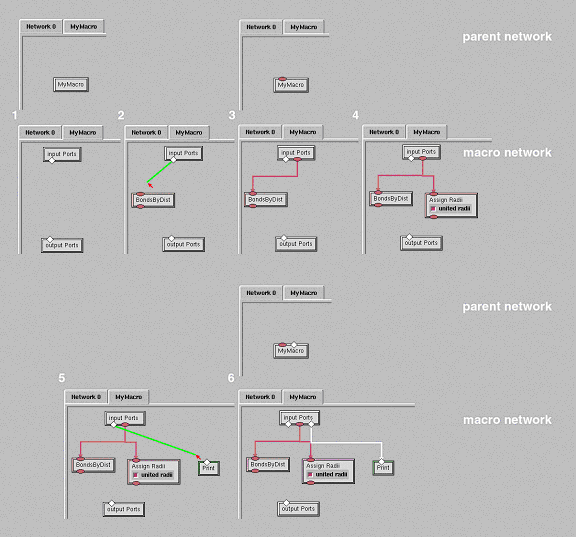 Network 0 MyMacro
Network 0 MyMacro
parent network
MyMacro
MyMacro
1
2
3
4
Network 0 MyMacro
Network 0 MyMacro
Network 0 MyMacro
Network 0 MyMacro
macro network
input Ports
input Ports
input Ports
input Ports
BondsByDist
BondsByDist
BondsByDist
Assign Radii
united radii
output Ports
output Ports
output Ports
output Ports
Network 0 MyMacro
parent network
MyMacro
5
6
Network 0 MyMacro
Network 0 MyMacro
macro network
input Ports
input Ports
BondsByDist
Assign Radii
united radii
Print
BondsByDist
Assign Radii
united radii
Print
output Ports
output Ports